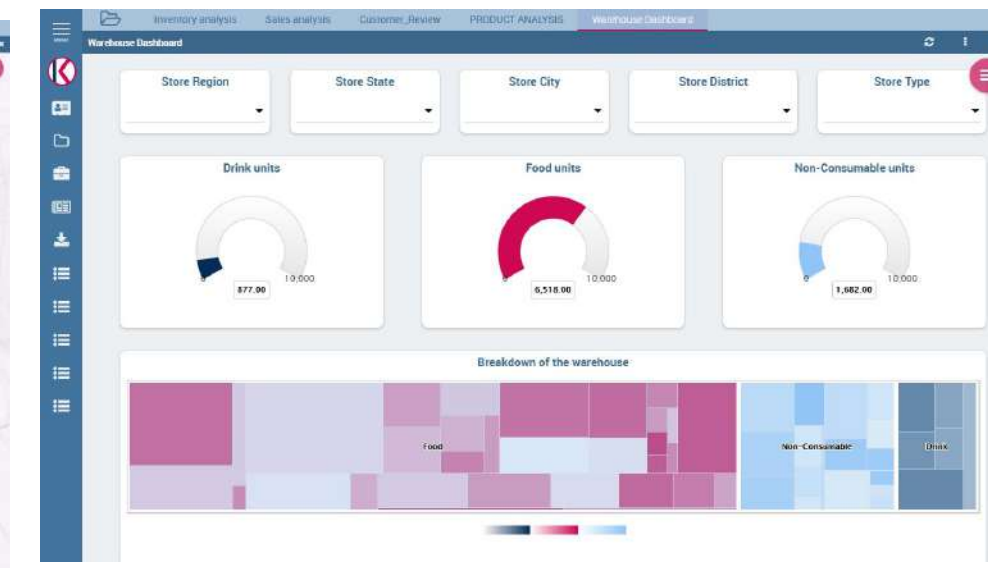 Inventory analysis Sales analysis Customer_Review PRODUCT ANALYSIS Warehouse Dashboard
MENU
Warehouse Dashboard
Store Region Store State Store City Store District Store Type
Drink units Food units Non-Consumable units
0 10,000 0 10,000 0 10,000
877.00 6,518.00 1,682.00
Breakdown of the warehouse
Food Non-Consumable Drink